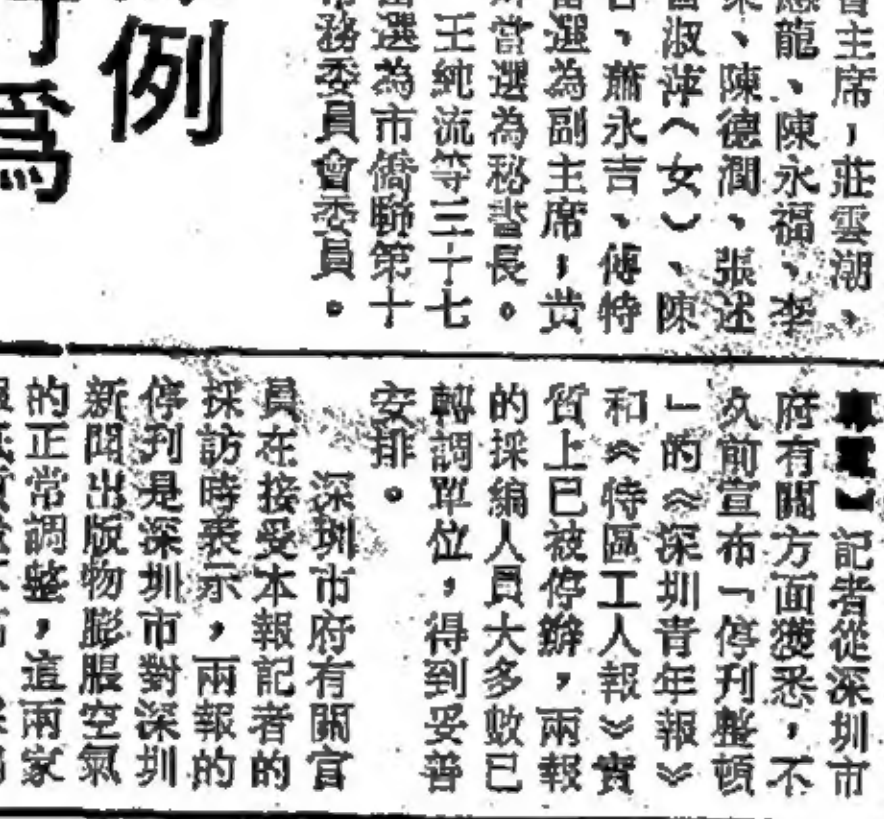 主席，莊雲潮、
應龍、陳永福、李
、陳德潤、張述
淑萍（女）、陳
、蕭永吉、傅特
當選為副主席，黃
當選為秘書長。
王純流等三十七
當選為市僑聯第十
務委員會委員。
例
為
記者從深圳市
府有關方面獲悉，不
久前宣布「停刊整頓
」的《深圳青年報》
和《特區工人報》實
質上已被停辦，兩報
的採編人員大多數已
轉調單位，得到妥善
安排。
深圳市府有關官
員在接受本報記者的
採訪時表示，兩報的
停刊是深圳市對深圳
新聞出版物膨脹空氣
的正常調整，這兩家